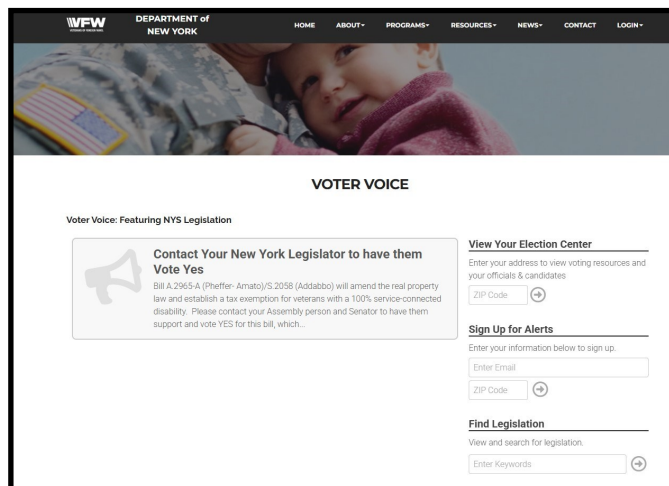 VFW
VETERANS OF FOREIGN WARS
DEPARTMENT of
NEW YORK
HOME ABOUT PROGRAMS RESOURCES NEWS CONTACT LOGIN
VOTER VOICE
Voter Voice: Featuring NYS Legislation
Contact Your New York Legislator to have them
Vote Yes
Bill A.2965-A (Pheffer- Amato)/S.2058 (Addabbo) will amend the real property
law and establish a tax exemption for veterans with a 100% service-connected
disability. Please contact your Assembly person and Senator to have them
support and vote YES for this bill, which...
View Your Election Center
Enter your address to view voting resources and
your officials & candidates
ZIP Code
Sign Up for Alerts
Enter your information below to sign up.
Enter Email
ZIP Code
Find Legislation
View and search for legislation.
Enter Keywords